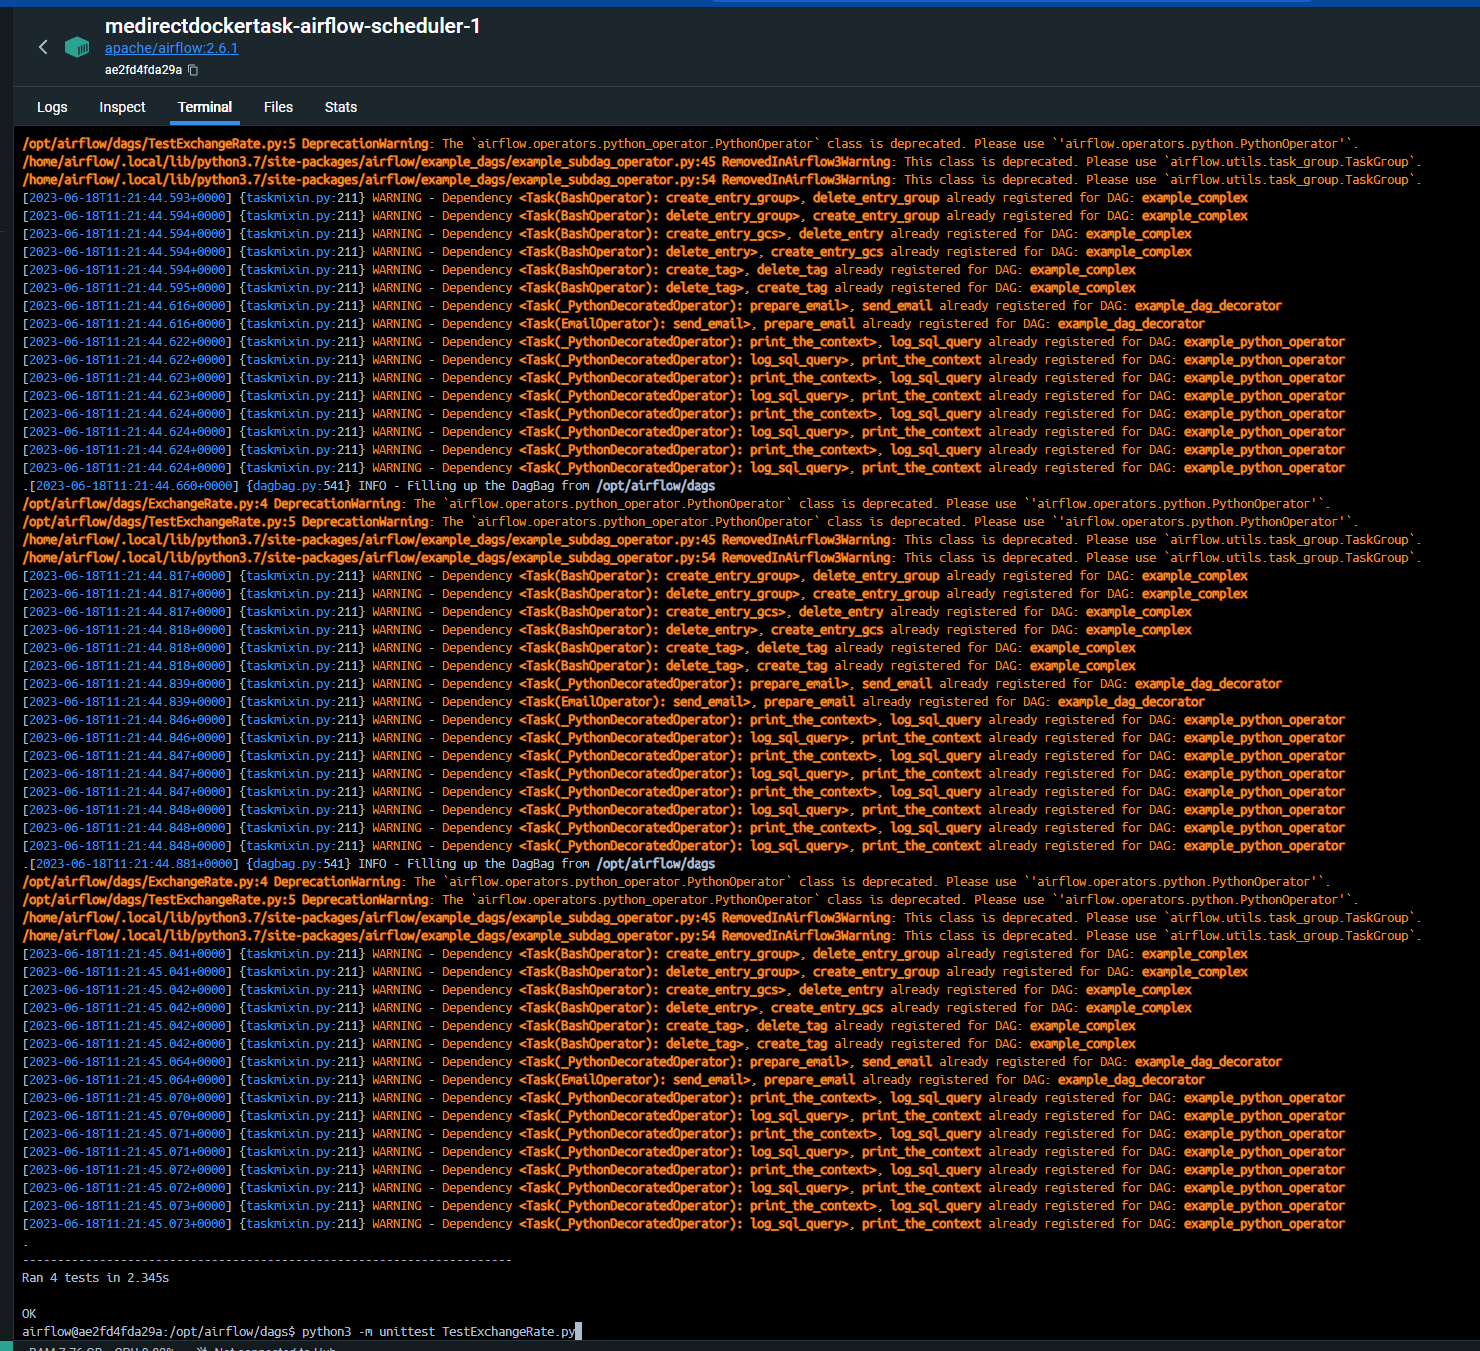 medirectdockertask-airflow-scheduler-1
apache/airflow:2.6.1
ae2fd4fda29a
Logs Inspect Terminal Files Stats
/opt/airflow/dags/TestExchangeRate.py:5 DeprecationWarning: The `airflow.operators.python_operator.PythonOperator` class is deprecated. Please use `'airflow.operators.python.PythonOperator'`.
/home/airflow/.local/lib/python3.7/site-packages/airflow/example_dags/example_subdag_operator.py:45 RemovedInAirflow3Warning: This class is deprecated. Please use `airflow.utils.task_group.TaskGroup`.
/home/airflow/.local/lib/python3.7/site-packages/airflow/example_dags/example_subdag_operator.py:54 RemovedInAirflow3Warning: This class is deprecated. Please use `airflow.utils.task_group.TaskGroup`.
[2023-06-18T11:21:44.593+0000] {taskmixin.py:211} WARNING - Dependency <Task(BashOperator): create_entry_group>, delete_entry_group already registered for DAG: example_complex
[2023-06-18T11:21:44.594+0000] {taskmixin.py:211} WARNING - Dependency <Task(BashOperator): delete_entry_group>, create_entry_group already registered for DAG: example_complex
[2023-06-18T11:21:44.594+0000] {taskmixin.py:211} WARNING - Dependency <Task(BashOperator): create_entry_gcs>, delete_entry already registered for DAG: example_complex
[2023-06-18T11:21:44.594+0000] {taskmixin.py:211} WARNING - Dependency <Task(BashOperator): delete_entry>, create_entry_gcs already registered for DAG: example_complex
[2023-06-18T11:21:44.594+0000] {taskmixin.py:211} WARNING - Dependency <Task(BashOperator): create_tag>, delete_tag already registered for DAG: example_complex
[2023-06-18T11:21:44.595+0000] {taskmixin.py:211} WARNING - Dependency <Task(BashOperator): delete_tag>, create_tag already registered for DAG: example_complex
[2023-06-18T11:21:44.616+0000] {taskmixin.py:211} WARNING - Dependency <Task(_PythonDecoratedOperator): prepare_email>, send_email already registered for DAG: example_dag_decorator
[2023-06-18T11:21:44.616+0000] {taskmixin.py:211} WARNING - Dependency <Task(EmailOperator): send_email>, prepare_email already registered for DAG: example_dag_decorator
[2023-06-18T11:21:44.622+0000] {taskmixin.py:211} WARNING - Dependency <Task(_PythonDecoratedOperator): print_the_context>, log_sql_query already registered for DAG: example_python_operator
[2023-06-18T11:21:44.622+0000] {taskmixin.py:211} WARNING - Dependency <Task(_PythonDecoratedOperator): log_sql_query>, print_the_context already registered for DAG: example_python_operator
[2023-06-18T11:21:44.623+0000] {taskmixin.py:211} WARNING - Dependency <Task(_PythonDecoratedOperator): print_the_context>, log_sql_query already registered for DAG: example_python_operator
[2023-06-18T11:21:44.623+0000] {taskmixin.py:211} WARNING - Dependency <Task(_PythonDecoratedOperator): log_sql_query>, print_the_context already registered for DAG: example_python_operator
[2023-06-18T11:21:44.624+0000] {taskmixin.py:211} WARNING - Dependency <Task(_PythonDecoratedOperator): print_the_context>, log_sql_query already registered for DAG: example_python_operator
[2023-06-18T11:21:44.624+0000] {taskmixin.py:211} WARNING - Dependency <Task(_PythonDecoratedOperator): log_sql_query>, print_the_context already registered for DAG: example_python_operator
[2023-06-18T11:21:44.624+0000] {taskmixin.py:211} WARNING - Dependency <Task(_PythonDecoratedOperator): print_the_context>, log_sql_query already registered for DAG: example_python_operator
[2023-06-18T11:21:44.624+0000] {taskmixin.py:211} WARNING - Dependency <Task(_PythonDecoratedOperator): log_sql_query>, print_the_context already registered for DAG: example_python_operator
.[2023-06-18T11:21:44.660+0000] {dagbag.py:541} INFO - Filling up the DagBag from /opt/airflow/dags
/opt/airflow/dags/ExchangeRate.py:4 DeprecationWarning: The `airflow.operators.python_operator.PythonOperator` class is deprecated. Please use `'airflow.operators.python.PythonOperator'`.
/opt/airflow/dags/TestExchangeRate.py:5 DeprecationWarning: The `airflow.operators.python_operator.PythonOperator` class is deprecated. Please use `'airflow.operators.python.PythonOperator'`.
/home/airflow/.local/lib/python3.7/site-packages/airflow/example_dags/example_subdag_operator.py:45 RemovedInAirflow3Warning: This class is deprecated. Please use `airflow.utils.task_group.TaskGroup`.
/home/airflow/.local/lib/python3.7/site-packages/airflow/example_dags/example_subdag_operator.py:54 RemovedInAirflow3Warning: This class is deprecated. Please use `airflow.utils.task_group.TaskGroup`.
[2023-06-18T11:21:44.817+0000] {taskmixin.py:211} WARNING - Dependency <Task(BashOperator): create_entry_group>, delete_entry_group already registered for DAG: example_complex
[2023-06-18T11:21:44.817+0000] {taskmixin.py:211} WARNING - Dependency <Task(BashOperator): delete_entry_group>, create_entry_group already registered for DAG: example_complex
[2023-06-18T11:21:44.817+0000] {taskmixin.py:211} WARNING - Dependency <Task(BashOperator): create_entry_gcs>, delete_entry already registered for DAG: example_complex
[2023-06-18T11:21:44.818+0000] {taskmixin.py:211} WARNING - Dependency <Task(BashOperator): delete_entry>, create_entry_gcs already registered for DAG: example_complex
[2023-06-18T11:21:44.818+0000] {taskmixin.py:211} WARNING - Dependency <Task(BashOperator): create_tag>, delete_tag already registered for DAG: example_complex
[2023-06-18T11:21:44.818+0000] {taskmixin.py:211} WARNING - Dependency <Task(BashOperator): delete_tag>, create_tag already registered for DAG: example_complex
[2023-06-18T11:21:44.839+0000] {taskmixin.py:211} WARNING - Dependency <Task(_PythonDecoratedOperator): prepare_email>, send_email already registered for DAG: example_dag_decorator
[2023-06-18T11:21:44.839+0000] {taskmixin.py:211} WARNING - Dependency <Task(EmailOperator): send_email>, prepare_email already registered for DAG: example_dag_decorator
[2023-06-18T11:21:44.846+0000] {taskmixin.py:211} WARNING - Dependency <Task(_PythonDecoratedOperator): print_the_context>, log_sql_query already registered for DAG: example_python_operator
[2023-06-18T11:21:44.846+0000] {taskmixin.py:211} WARNING - Dependency <Task(_PythonDecoratedOperator): log_sql_query>, print_the_context already registered for DAG: example_python_operator
[2023-06-18T11:21:44.847+0000] {taskmixin.py:211} WARNING - Dependency <Task(_PythonDecoratedOperator): print_the_context>, log_sql_query already registered for DAG: example_python_operator
[2023-06-18T11:21:44.847+0000] {taskmixin.py:211} WARNING - Dependency <Task(_PythonDecoratedOperator): log_sql_query>, print_the_context already registered for DAG: example_python_operator
[2023-06-18T11:21:44.847+0000] {taskmixin.py:211} WARNING - Dependency <Task(_PythonDecoratedOperator): print_the_context>, log_sql_query already registered for DAG: example_python_operator
[2023-06-18T11:21:44.848+0000] {taskmixin.py:211} WARNING - Dependency <Task(_PythonDecoratedOperator): log_sql_query>, print_the_context already registered for DAG: example_python_operator
[2023-06-18T11:21:44.848+0000] {taskmixin.py:211} WARNING - Dependency <Task(_PythonDecoratedOperator): print_the_context>, log_sql_query already registered for DAG: example_python_operator
[2023-06-18T11:21:44.848+0000] {taskmixin.py:211} WARNING - Dependency <Task(_PythonDecoratedOperator): log_sql_query>, print_the_context already registered for DAG: example_python_operator
.[2023-06-18T11:21:44.881+0000] {dagbag.py:541} INFO - Filling up the DagBag from /opt/airflow/dags
/opt/airflow/dags/ExchangeRate.py:4 DeprecationWarning: The `airflow.operators.python_operator.PythonOperator` class is deprecated. Please use `'airflow.operators.python.PythonOperator'`.
/opt/airflow/dags/TestExchangeRate.py:5 DeprecationWarning: The `airflow.operators.python_operator.PythonOperator` class is deprecated. Please use `'airflow.operators.python.PythonOperator'`.
/home/airflow/.local/lib/python3.7/site-packages/airflow/example_dags/example_subdag_operator.py:45 RemovedInAirflow3Warning: This class is deprecated. Please use `airflow.utils.task_group.TaskGroup`.
/home/airflow/.local/lib/python3.7/site-packages/airflow/example_dags/example_subdag_operator.py:54 RemovedInAirflow3Warning: This class is deprecated. Please use `airflow.utils.task_group.TaskGroup`.
[2023-06-18T11:21:45.041+0000] {taskmixin.py:211} WARNING - Dependency <Task(BashOperator): create_entry_group>, delete_entry_group already registered for DAG: example_complex
[2023-06-18T11:21:45.041+0000] {taskmixin.py:211} WARNING - Dependency <Task(BashOperator): delete_entry_group>, create_entry_group already registered for DAG: example_complex
[2023-06-18T11:21:45.042+0000] {taskmixin.py:211} WARNING - Dependency <Task(BashOperator): create_entry_gcs>, delete_entry already registered for DAG: example_complex
[2023-06-18T11:21:45.042+0000] {taskmixin.py:211} WARNING - Dependency <Task(BashOperator): delete_entry>, create_entry_gcs already registered for DAG: example_complex
[2023-06-18T11:21:45.042+0000] {taskmixin.py:211} WARNING - Dependency <Task(BashOperator): create_tag>, delete_tag already registered for DAG: example_complex
[2023-06-18T11:21:45.042+0000] {taskmixin.py:211} WARNING - Dependency <Task(BashOperator): delete_tag>, create_tag already registered for DAG: example_complex
[2023-06-18T11:21:45.064+0000] {taskmixin.py:211} WARNING - Dependency <Task(_PythonDecoratedOperator): prepare_email>, send_email already registered for DAG: example_dag_decorator
[2023-06-18T11:21:45.064+0000] {taskmixin.py:211} WARNING - Dependency <Task(EmailOperator): send_email>, prepare_email already registered for DAG: example_dag_decorator
[2023-06-18T11:21:45.070+0000] {taskmixin.py:211} WARNING - Dependency <Task(_PythonDecoratedOperator): print_the_context>, log_sql_query already registered for DAG: example_python_operator
[2023-06-18T11:21:45.070+0000] {taskmixin.py:211} WARNING - Dependency <Task(_PythonDecoratedOperator): log_sql_query>, print_the_context already registered for DAG: example_python_operator
[2023-06-18T11:21:45.071+0000] {taskmixin.py:211} WARNING - Dependency <Task(_PythonDecoratedOperator): print_the_context>, log_sql_query already registered for DAG: example_python_operator
[2023-06-18T11:21:45.071+0000] {taskmixin.py:211} WARNING - Dependency <Task(_PythonDecoratedOperator): log_sql_query>, print_the_context already registered for DAG: example_python_operator
[2023-06-18T11:21:45.072+0000] {taskmixin.py:211} WARNING - Dependency <Task(_PythonDecoratedOperator): print_the_context>, log_sql_query already registered for DAG: example_python_operator
[2023-06-18T11:21:45.072+0000] {taskmixin.py:211} WARNING - Dependency <Task(_PythonDecoratedOperator): log_sql_query>, print_the_context already registered for DAG: example_python_operator
[2023-06-18T11:21:45.073+0000] {taskmixin.py:211} WARNING - Dependency <Task(_PythonDecoratedOperator): print_the_context>, log_sql_query already registered for DAG: example_python_operator
[2023-06-18T11:21:45.073+0000] {taskmixin.py:211} WARNING - Dependency <Task(_PythonDecoratedOperator): log_sql_query>, print_the_context already registered for DAG: example_python_operator
.
----------------------------------------------------------------------
Ran 4 tests in 2.345s
OK
airflow@ae2fd4fda29a:/opt/airflow/dags$ python3 -m unittest TestExchangeRate.py